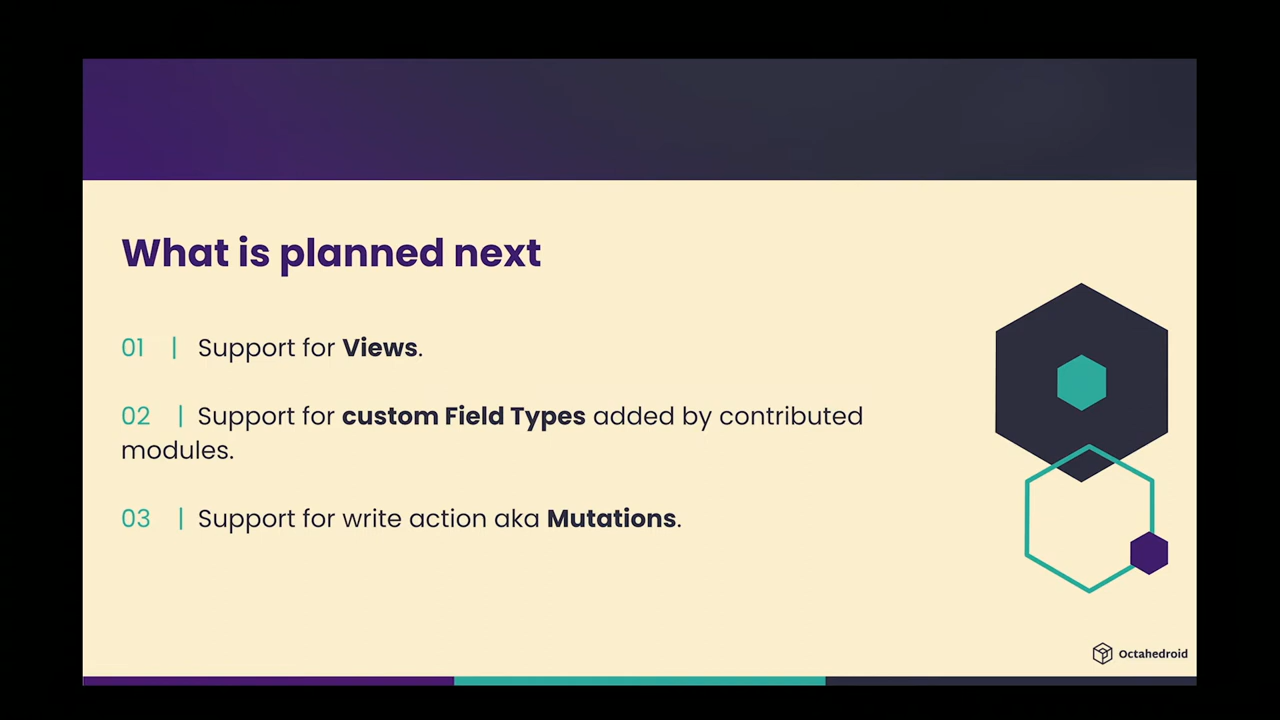 What is planned next
01 | Support for Views.
02 | Support for custom Field Types added by contributed
modules.
03 | Support for write action aka Mutations.
Octahedroid